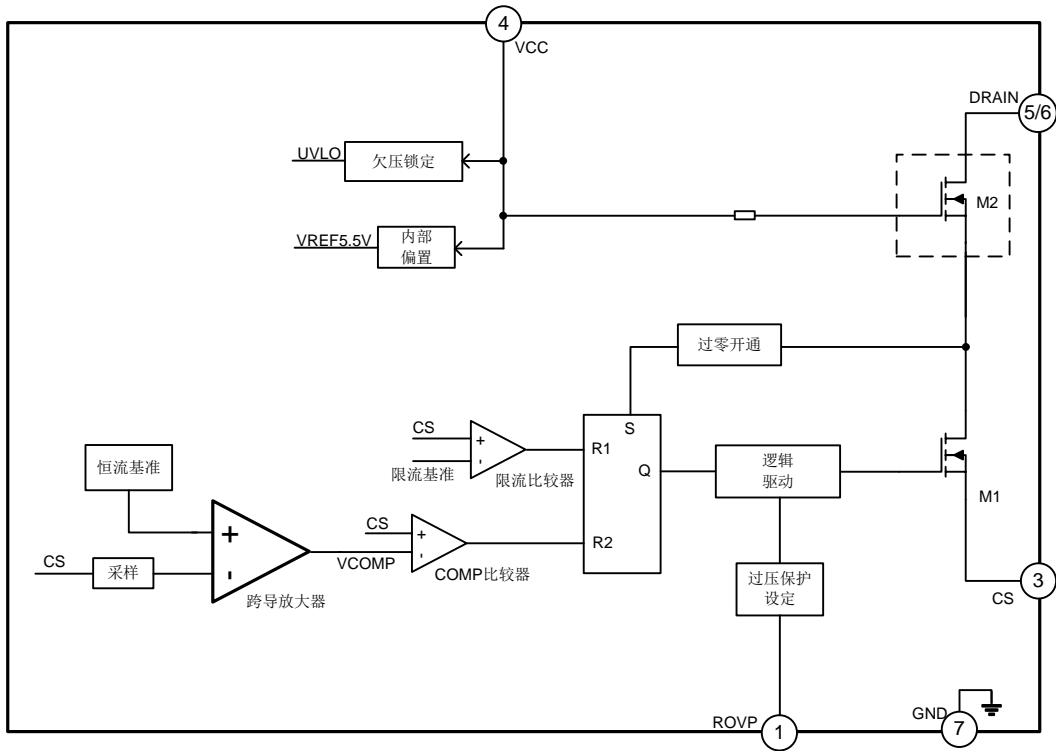 4
VCC
DRAIN
5/6
UVLO
欠压锁定
M2
VREF5.5V
内部
偏置
过零开通
CS
+
-
限流基准
限流比较器
S
R1
Q
R2
逻辑
驱动
M1
恒流基准
+
-
CS
采样
跨导放大器
VCOMP
CS
+
-
COMP比较器
过压保护
设定
3
CS
ROVP
1
GND
7